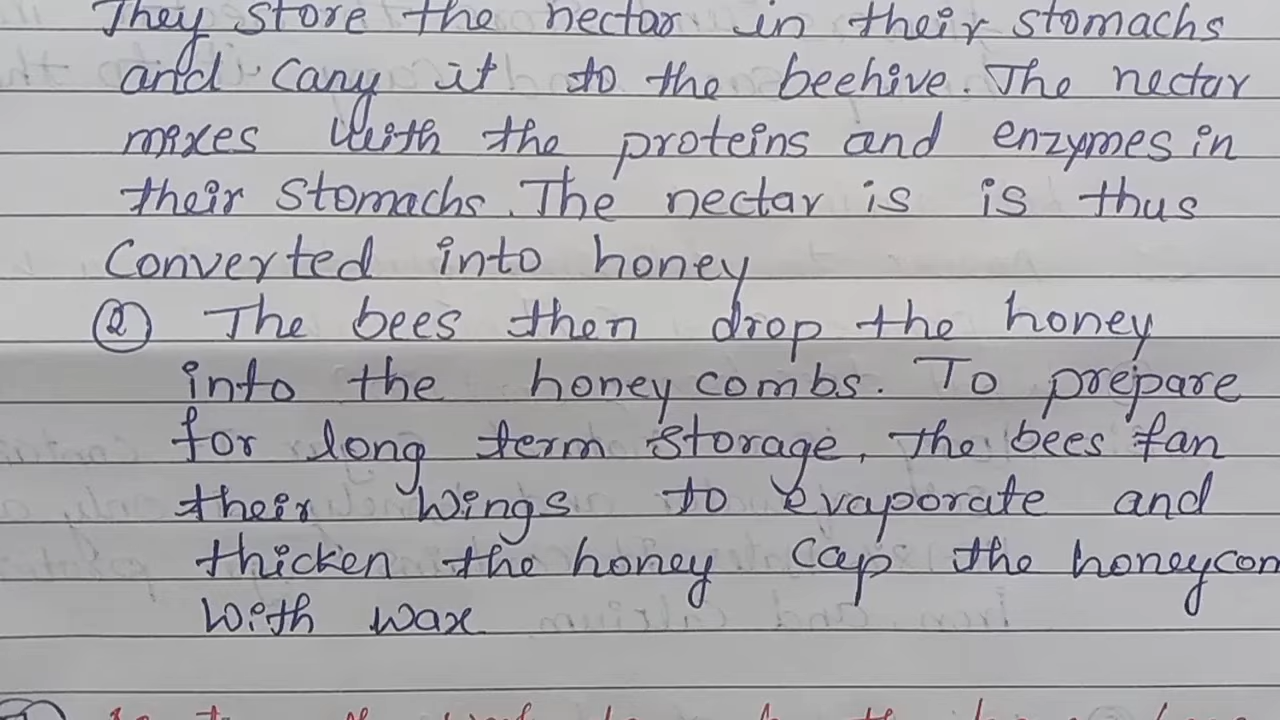 They store the nectar in their stomachs
and cany it to the beehive. The nectar
mixes with the proteins and enzymes in
their stomachs. The nectar is is thus
Converted into honey
② The bees then drop the honey
into the honey combs. To prepare
for long term storage, the bees fan
their wings to evaporate and
thicken the honey Cap the honeycom
with wax